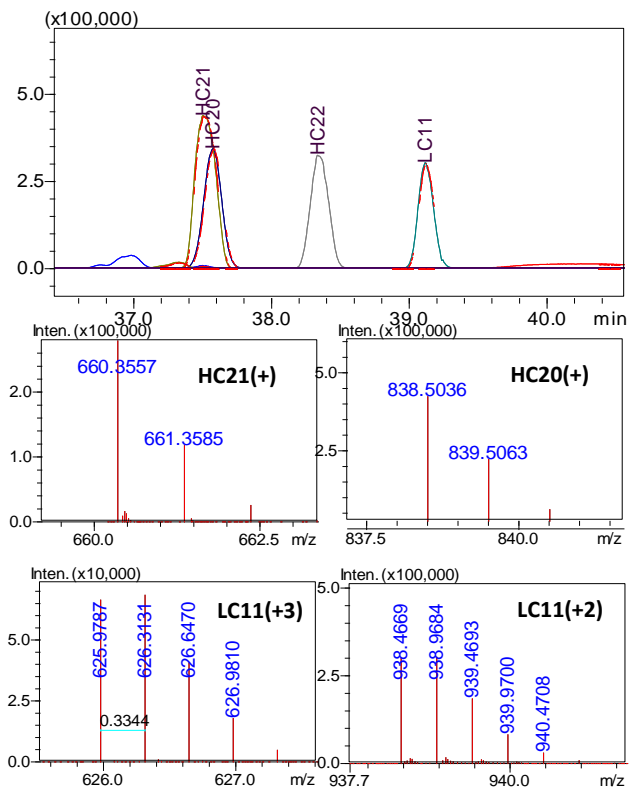 (x100,000)
5.0
2.5
0.0
HC21
HC20
HC22
LC11
37.0 38.0 39.0 40.0 min
Inten. (x100,000)
2.0
1.0
0.0
660.3557
661.3585
HC21(+)
660.0 662.5 m/z
Inten. (x100,000)
5.0
2.5
838.5036
839.5063
HC20(+)
837.5 840.0 m/z
Inten. (x10,000)
5.0
2.5
0.0
625.9787
626.3131
626.6470
626.9810
0.3344
LC11(+3)
626.0 627.0 m/z
Inten. (x100,000)
5.0
2.5
0.0
938.4669
938.9684
939.4693
939.9700
940.4708
LC11(+2)
937.7 940.0 m/z